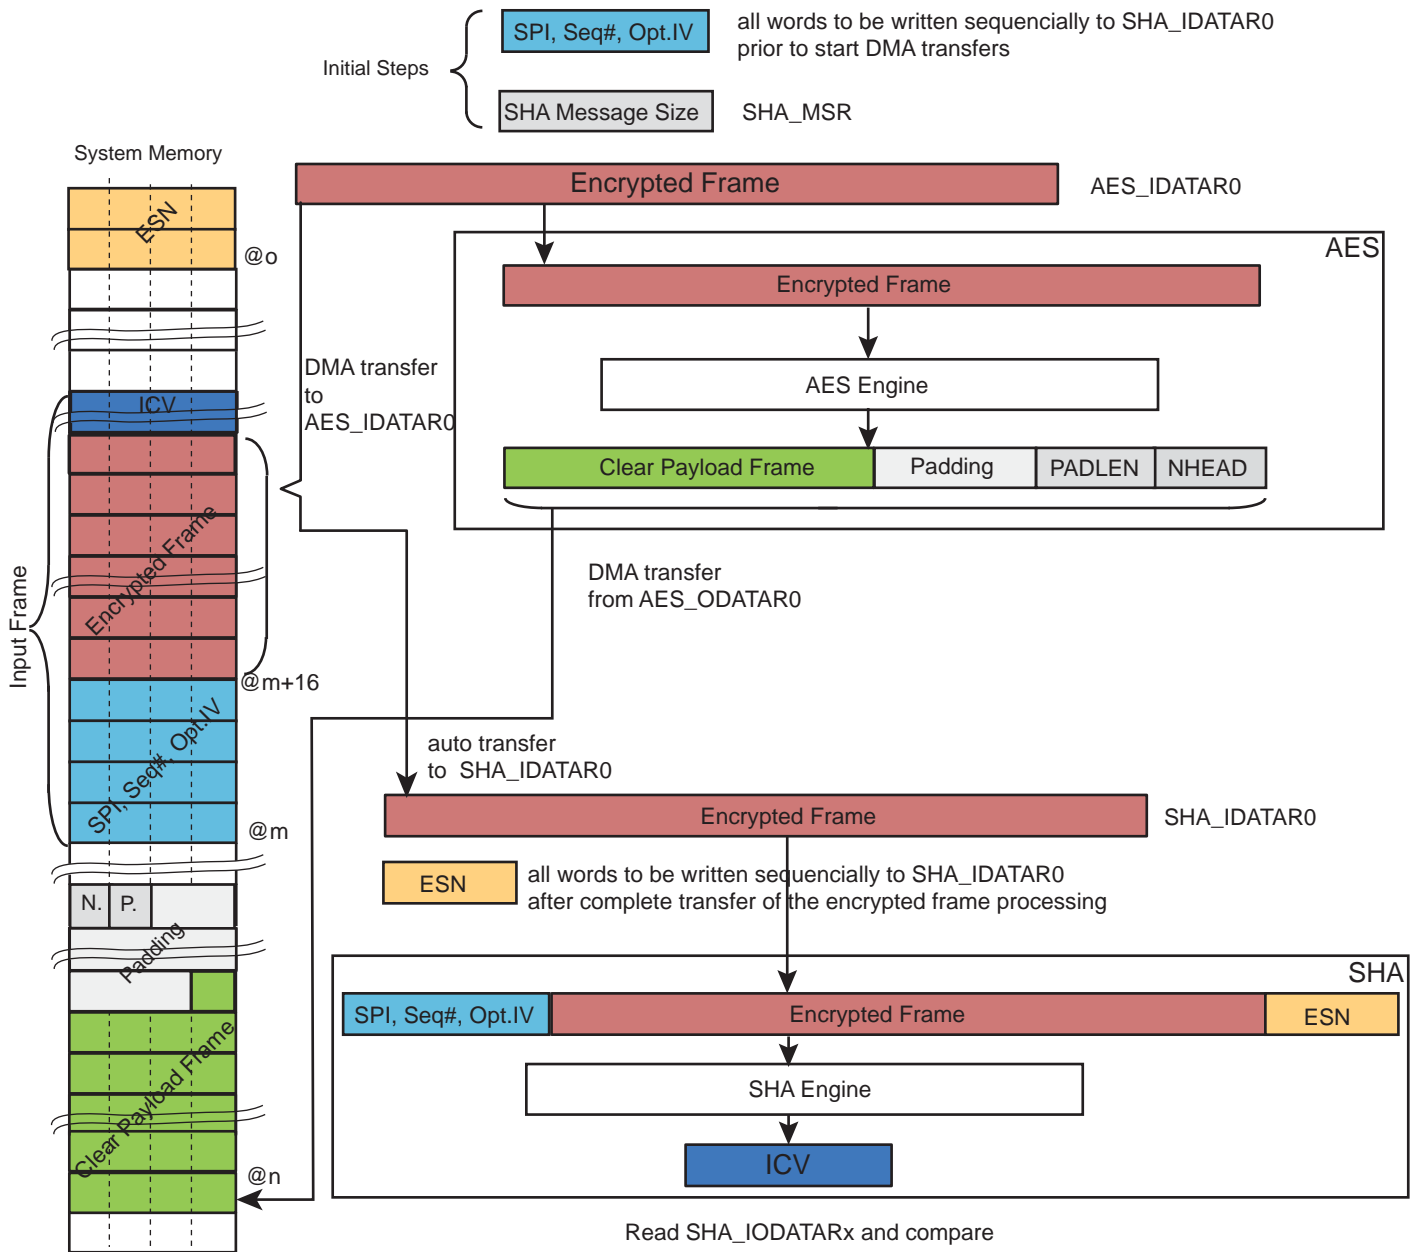 SPI, Seq#, Opt.IV
all words to be written sequencially to SHA_IDATAR0
prior to start DMA transfers
Initial Steps
SHA Message Size
SHA_MSR
System Memory
Encrypted Frame
AES_IDATAR0
ESN
@o
AES
Encrypted Frame
DMA transfer
to
AES_IDATAR0
AES Engine
ICV
Clear Payload Frame
Padding
PADLEN
NHEAD
Input Frame
Encrypted Frame
DMA transfer
from AES_ODATAR0
@m+16
SPI, Seq#, Opt.IV
auto transfer
to SHA_IDATAR0
@m
Encrypted Frame
SHA_IDATAR0
ESN
all words to be written sequencially to SHA_IDATAR0
after complete transfer of the encrypted frame processing
N.
P.
Padding
SHA
SPI, Seq#, Opt.IV
Encrypted Frame
ESN
Clear Payload Frame
SHA Engine
ICV
@n
Read SHA_IODATARx and compare